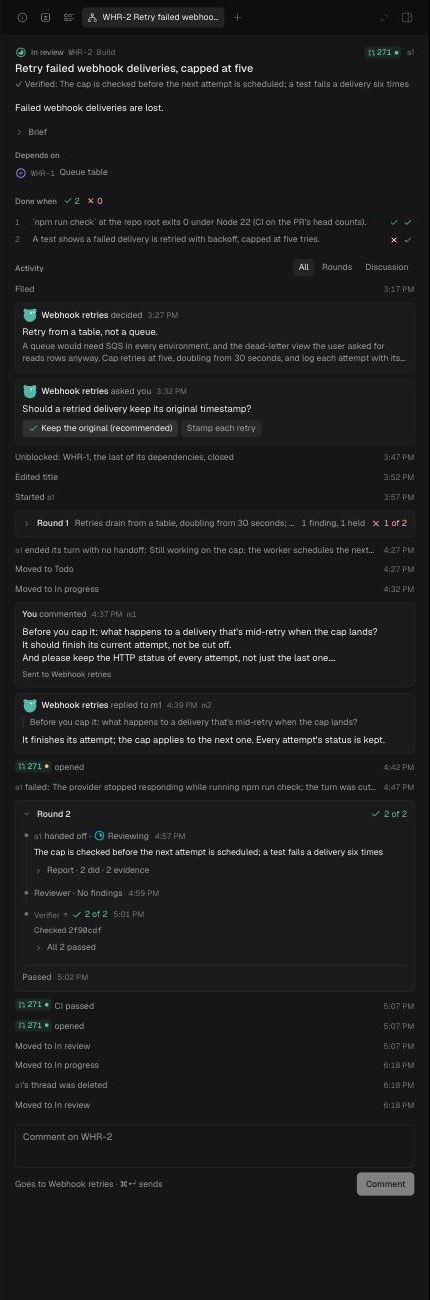 WHR-2 Retry failed webhoo...
In review WHR-2 Build 271 a1
Retry failed webhook deliveries, capped at five
✓ Verified: The cap is checked before the next attempt is scheduled; a test fails a delivery six times
Failed webhook deliveries are lost.
Brief
Depends on
WHR-1 Queue table
Done when ✓ 2 × 0
1 `npm run check` at the repo root exits 0 under Node 22 (CI on the PR's head counts).
2 A test shows a failed delivery is retried with backoff, capped at five tries.
Activity All Rounds Discussion
Filed 3:17 PM
Webhook retries decided 3:27 PM
Retry from a table, not a queue.
A queue would need SQS in every environment, and the dead-letter view the user asked for
reads rows anyway. Cap retries at five, doubling from 30 seconds, and log each attempt with its...
Webhook retries asked you 3:32 PM
Should a retried delivery keep its original timestamp?
✓ Keep the original (recommended) Stamp each retry
Unblocked: WHR-1, the last of its dependencies, closed 3:47 PM
Edited title 3:52 PM
Started a1 3:57 PM
Round 1 Retries drain from a table, doubling from 30 seconds; ... 1 finding, 1 held × 1 of 2
a1 ended its turn with no handoff: Still working on the cap: the worker schedules the next... 4:27 PM
Moved to Todo 4:27 PM
Moved to In progress 4:32 PM
You commented 4:37 PM m1
Before you cap it: what happens to a delivery that's mid-retry when the cap lands?
It should finish its current attempt, not be cut off.
And please keep the HTTP status of every attempt, not just the last one...
Sent to Webhook retries
Webhook retries replied to m1 4:39 PM m2
Before you cap it: what happens to a delivery that's mid-retry when the cap lands?
It finishes its attempt; the cap applies to the next one. Every attempt's status is kept.
271 opened 4:42 PM
a1 failed: The provider stopped responding while running npm run check; the turn was cut... 4:47 PM
Round 2 ✓ 2 of 2
a1 handed off · Reviewing 4:57 PM
The cap is checked before the next attempt is scheduled; a test fails a delivery six times
Report · 2 did · 2 evidence
Reviewer · No findings 4:59 PM
Verifier ↗ ✓ 2 of 2 5:01 PM
Checked 2f90cdf
All 2 passed
Passed 5:02 PM
271 CI passed 5:07 PM
271 opened 5:07 PM
Moved to In review 5:07 PM
Moved to In progress 6:18 PM
a1's thread was deleted 6:18 PM
Moved to In review 6:18 PM
Comment on WHR-2
Goes to Webhook retries · ⌘↵ sends Comment